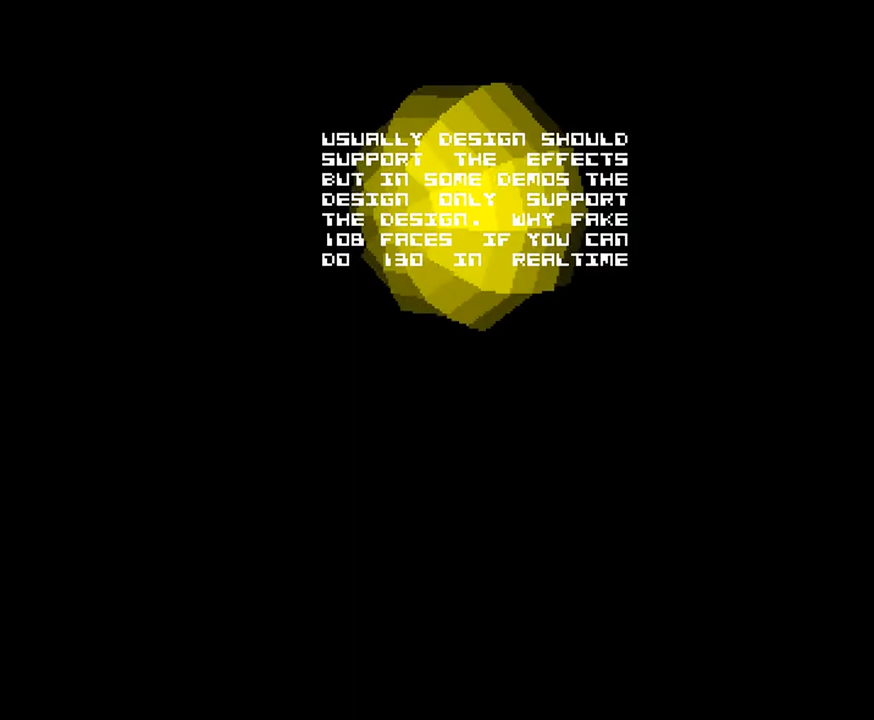 USUALLY DESIGN SHOULD
SUPPORT THE EFFECTS
BUT IN SOME DEMOS THE
DESIGN ONLY SUPPORT
THE DESIGN. WHY FAKE
108 FACES IF YOU CAN
DO 130 IN REALTIME